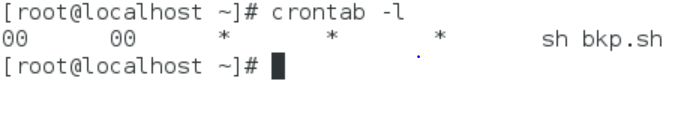 [root@localhost ~]# crontab -l
00 00 * * * sh bkp.sh
[root@localhost ~]#